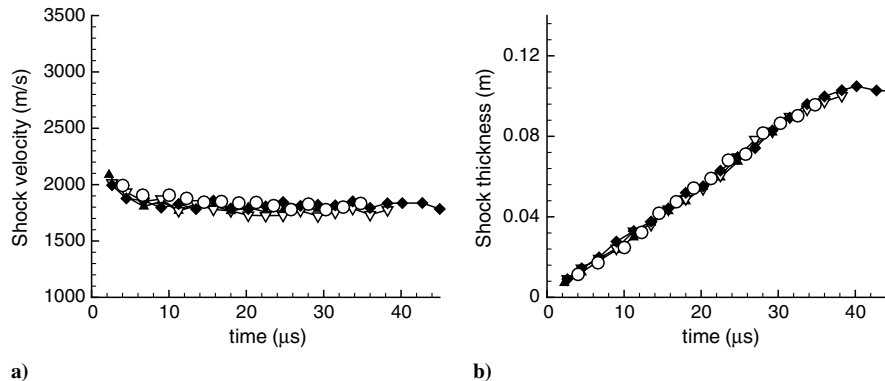 3500
3000
2500
2000
1500
1000
Shock velocity (m/s)
0 10 20 30 40
time (μs)
a)
0.12
0.08
0.04
0
Shock thickness (m)
0 10 20 30 40
time (μs)
b)